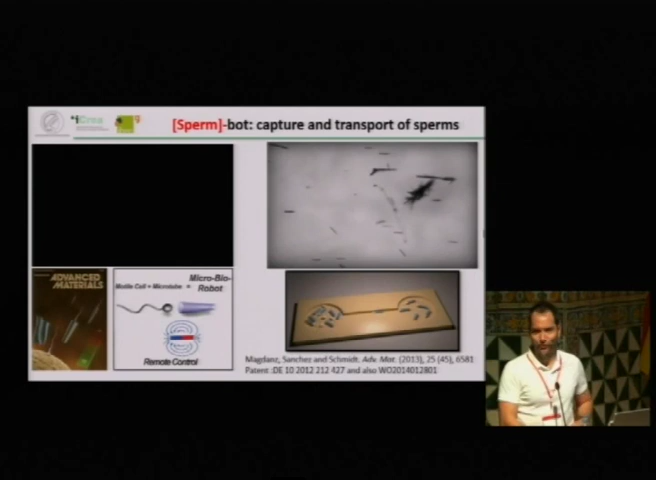 iCrea
[Sperm]-bot: capture and transport of sperms
ADVANCED
MATERIALS
Micro-Bio-
Motile Cell + Microtube =
Robot
Remote Control
Magdanz, Sanchez and Schmidt. Adv. Mat. (2013), 25 (45), 6581
Patent :DE 10 2012 212 427 and also WO2014012801